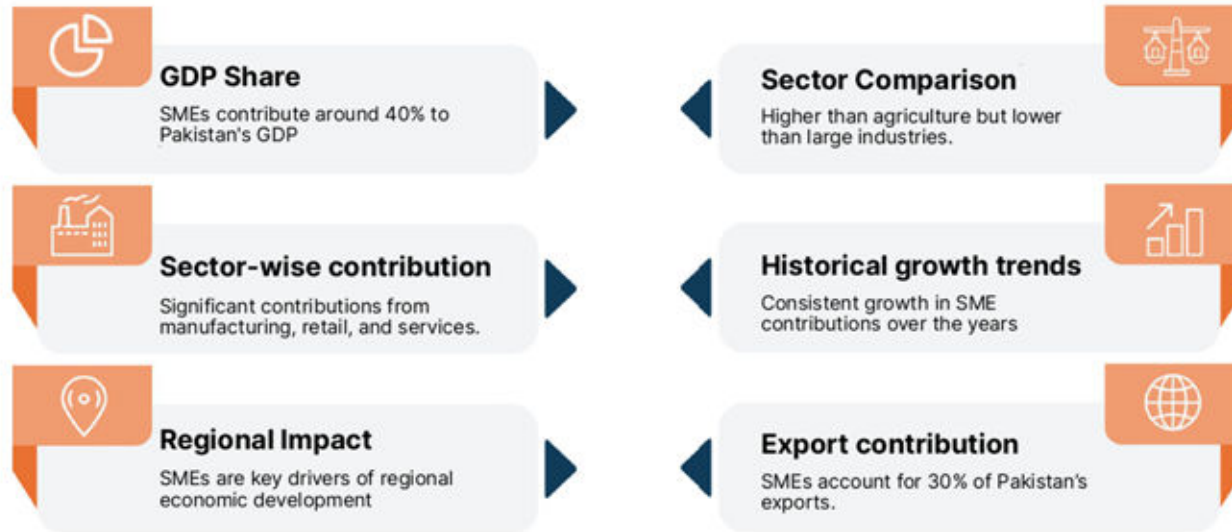 GDP Share
SMEs contribute around 40% to
Pakistan's GDP
Sector Comparison
Higher than agriculture but lower
than large industries.
Sector-wise contribution
Significant contributions from
manufacturing, retail, and services.
Historical growth trends
Consistent growth in SME
contributions over the years
Regional Impact
SMEs are key drivers of regional
economic development
Export contribution
SMEs account for 30% of Pakistan's
exports.